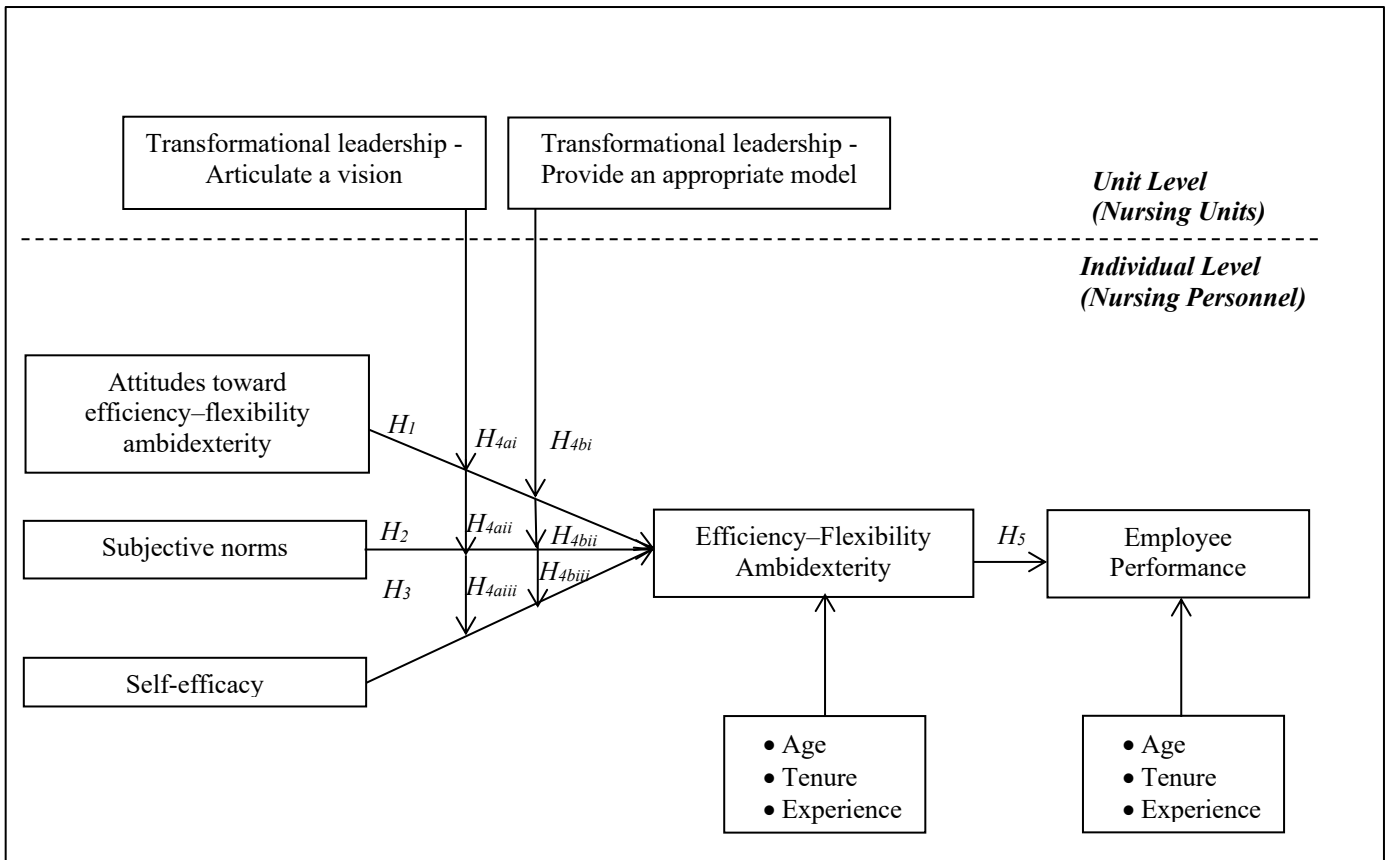 Transformational leadership -
Articulate a vision
Transformational leadership -
Provide an appropriate model
Unit Level
(Nursing Units)
Individual Level
(Nursing Personnel)
Attitudes toward
efficiency–flexibility
ambidexterity
H1
H4ai
H4bi
Subjective norms
H2
H4aii
H4bii
H3
H4aiii
H4biii
Self-efficacy
Efficiency–Flexibility
Ambidexterity
H5
Employee
Performance
• Age
• Tenure
• Experience
• Age
• Tenure
• Experience